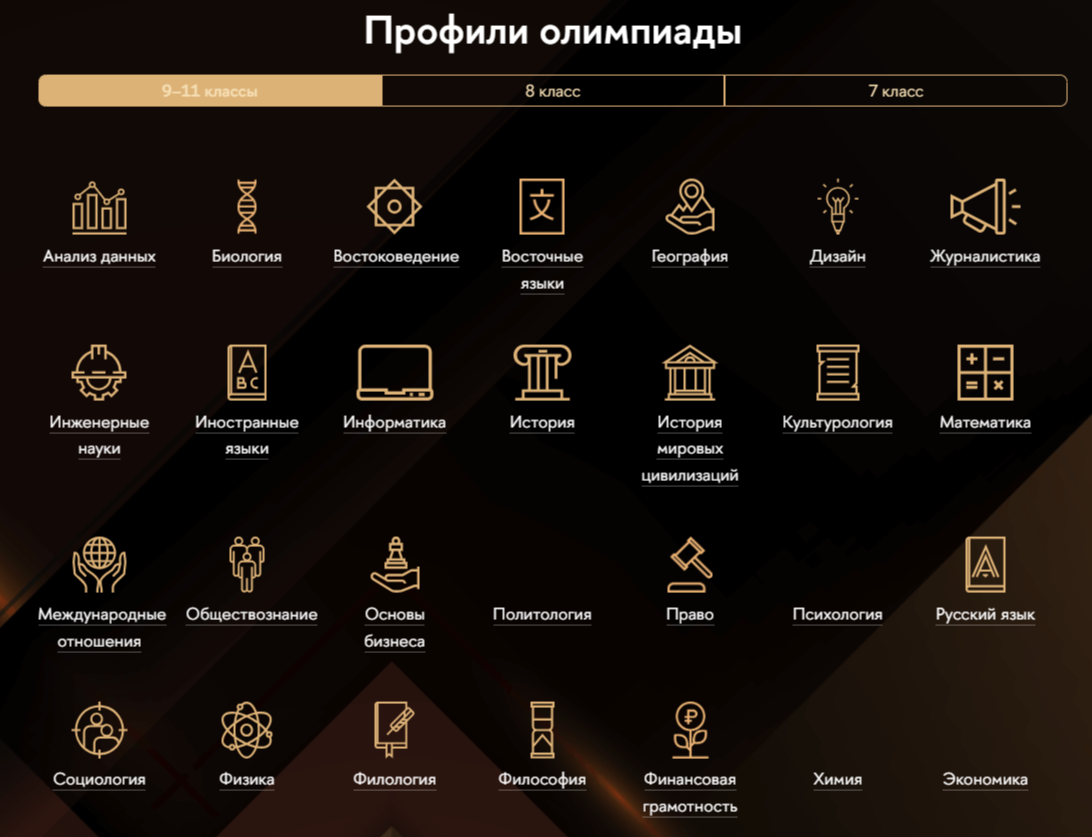 Профили олимпиады
9–11 классы
8 класс
7 класс
Анализ данных
Биология
Востоковедение
Восточные
языки
География
Дизайн
Журналистика
Инженерные
науки
A
BC
Иностранные
языки
Информатика
История
История
мировых
цивилизаций
Культурология
+ −
= ×
Математика
Международные
отношения
Обществознание
Основы
бизнеса
Политология
Право
Психология
А
Русский язык
Социология
Физика
Филология
Философия
₽
Финансовая
грамотность
Химия
Экономика
文